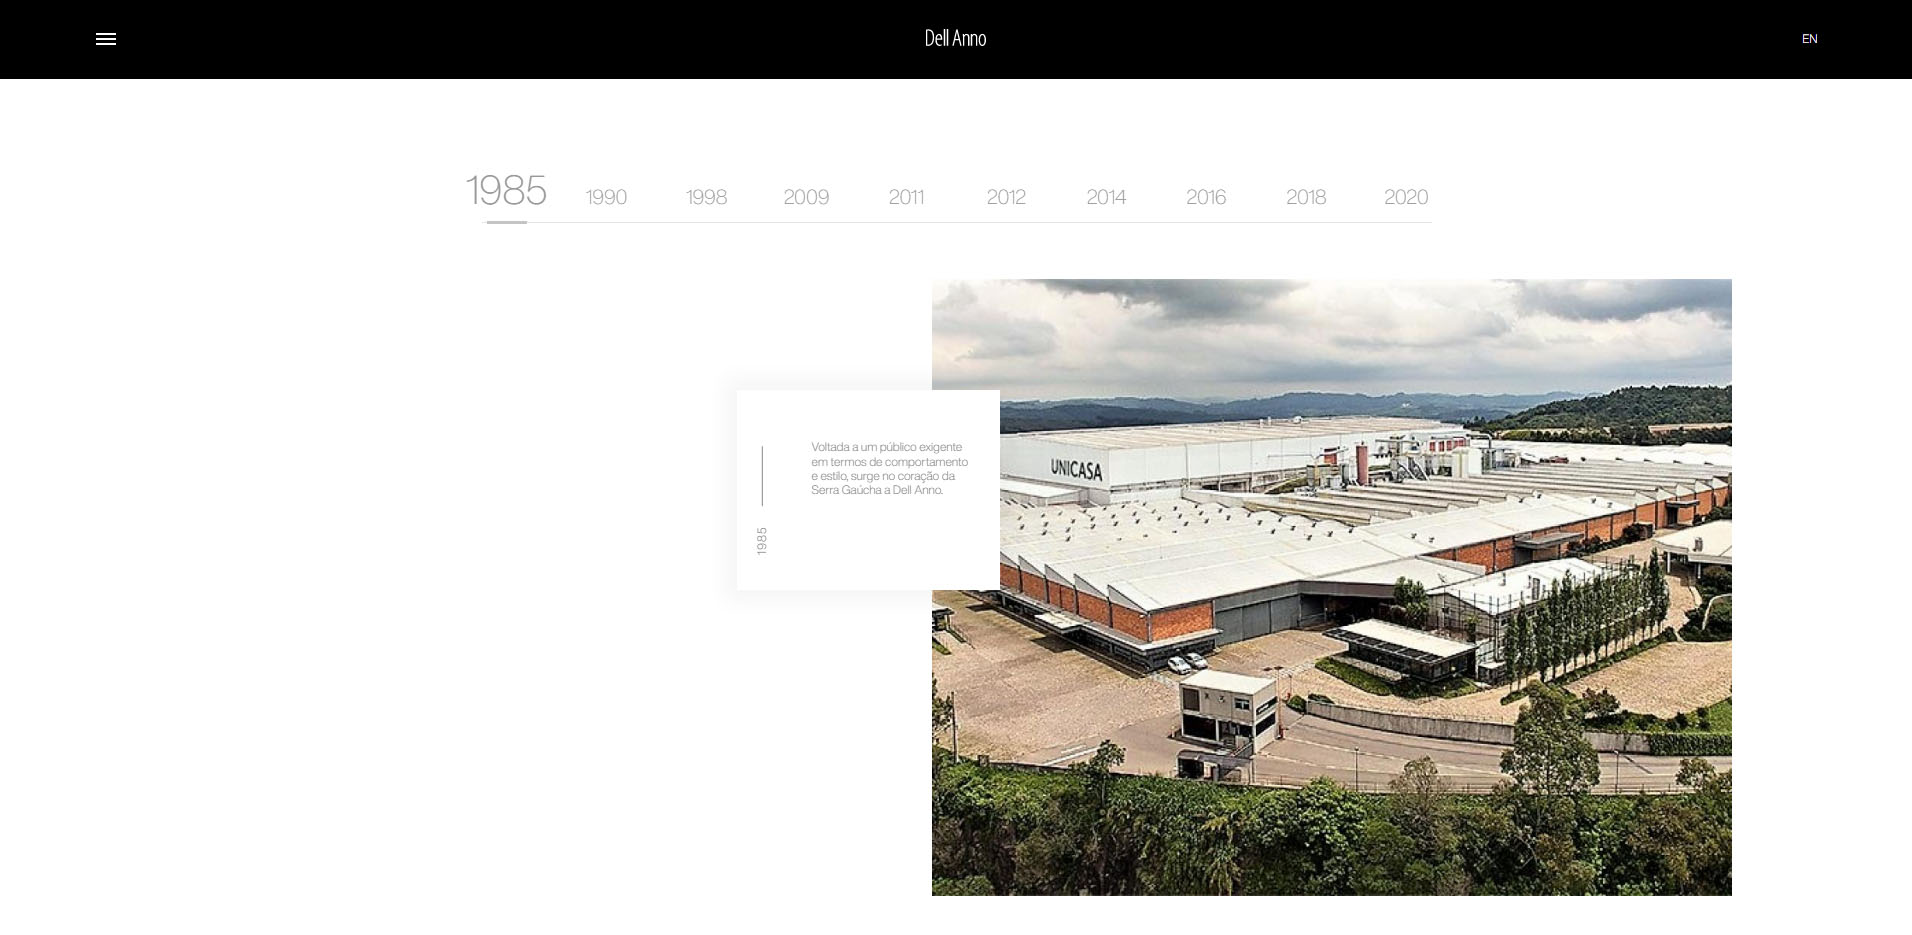 Dell Anno
EN
1985
1990
1998
2009
2011
2012
2014
2016
2018
2020
Voltada a um público exigente
em termos de comportamento
e estilo, surge no coração da
Serra Gaúcha a Dell Anno.
1985
UNICASA